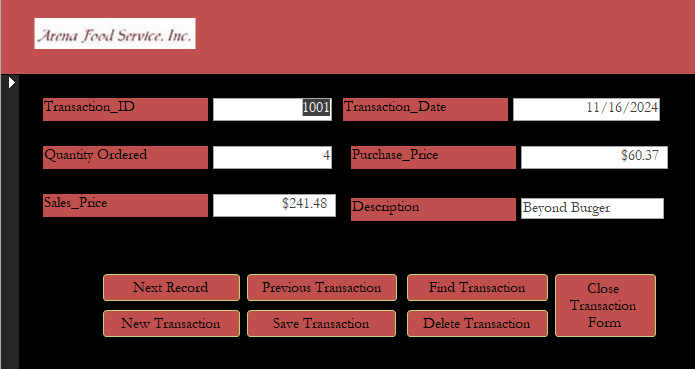 Arena Food Service, Inc.
Transaction_ID 1001 Transaction_Date 11/16/2024
Quantity Ordered 4 Purchase_Price $60.37
Sales_Price $241.48 Description Beyond Burger
Next Record Previous Transaction Find Transaction
Close
Transaction
Form
New Transaction Save Transaction Delete Transaction